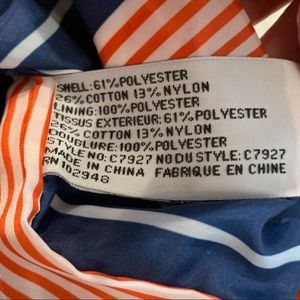 SHELL:61%POLYESTER
26% COTTON 13% NYLON
LINING:100%POLYESTER
TISSUS EXTERIEUR:61%POLYESTER
26% COTTON 13% NYLON
DOUBLURE:100% POLYESTER
STYLE NO: C7927 NO DU STYLE: C7927
MADE IN CHINA FABRIQUE EN CHINE
RN 102948